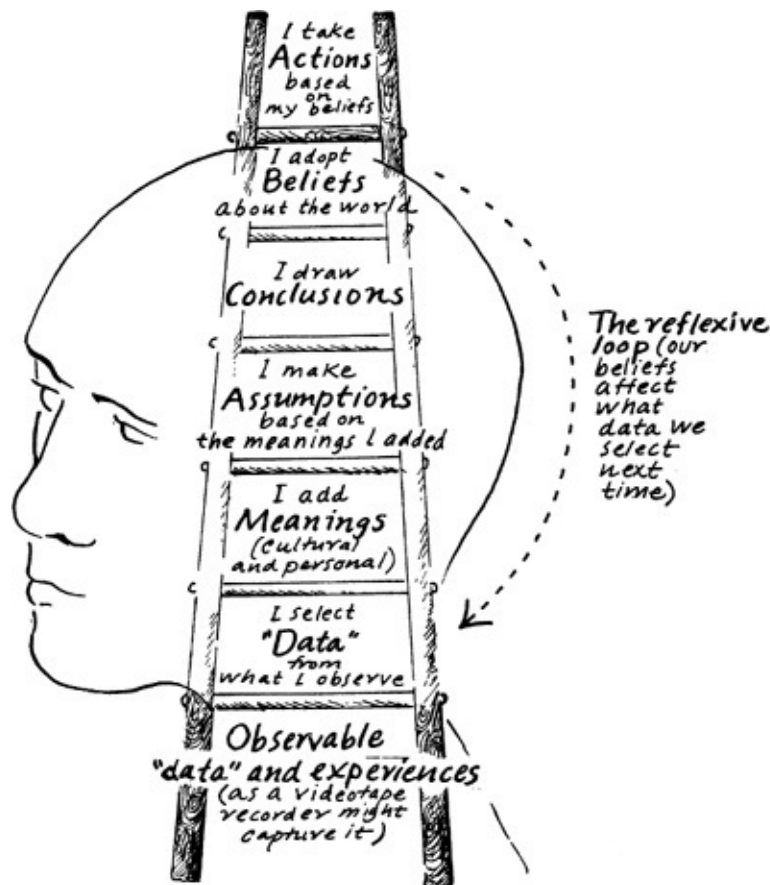 I take
Actions
based
on
my beliefs
I adopt
Beliefs
about the world
I draw
Conclusions
I make
Assumptions
based on
the meanings I added
I add
Meanings
(cultural
and personal)
I select
"Data"
from
what I observe
Observable
"data" and experiences
(as a videotape
recorder might
capture it)
The reflexive
loop (our
beliefs
affect
what
data we
select
next
time)